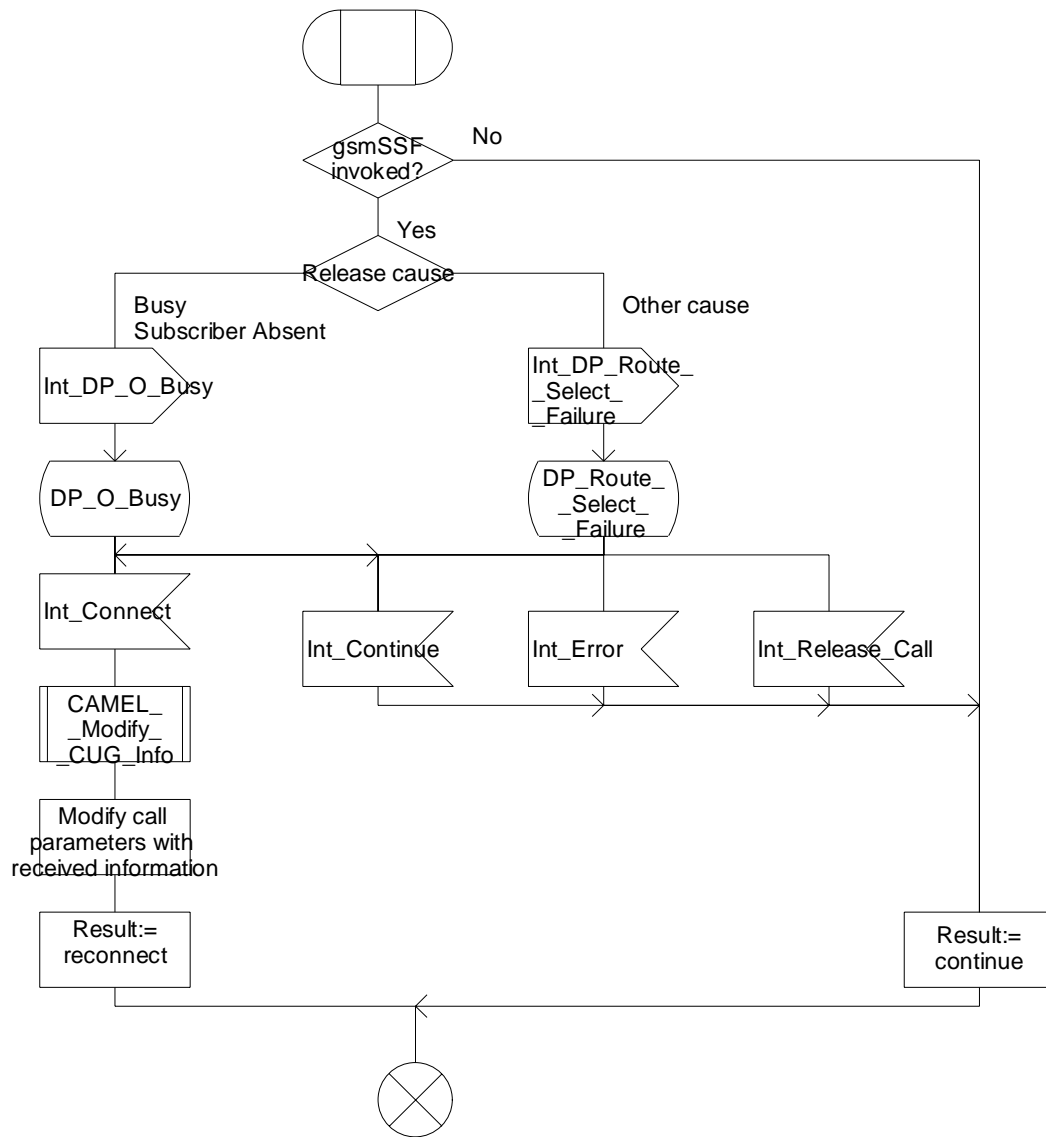 gsmSSF
invoked?
No
Yes
Release cause
Busy
Subscriber Absent
Other cause
Int_DP_O_Busy
Int_DP_Route_
_Select_
_Failure
DP_O_Busy
DP_Route_
_Select_
_Failure
Int_Connect
Int_Continue
Int_Error
Int_Release_Call
CAMEL_
_Modify_
_CUG_Info
Modify call
parameters with
received information
Result:=
reconnect
Result:=
continue